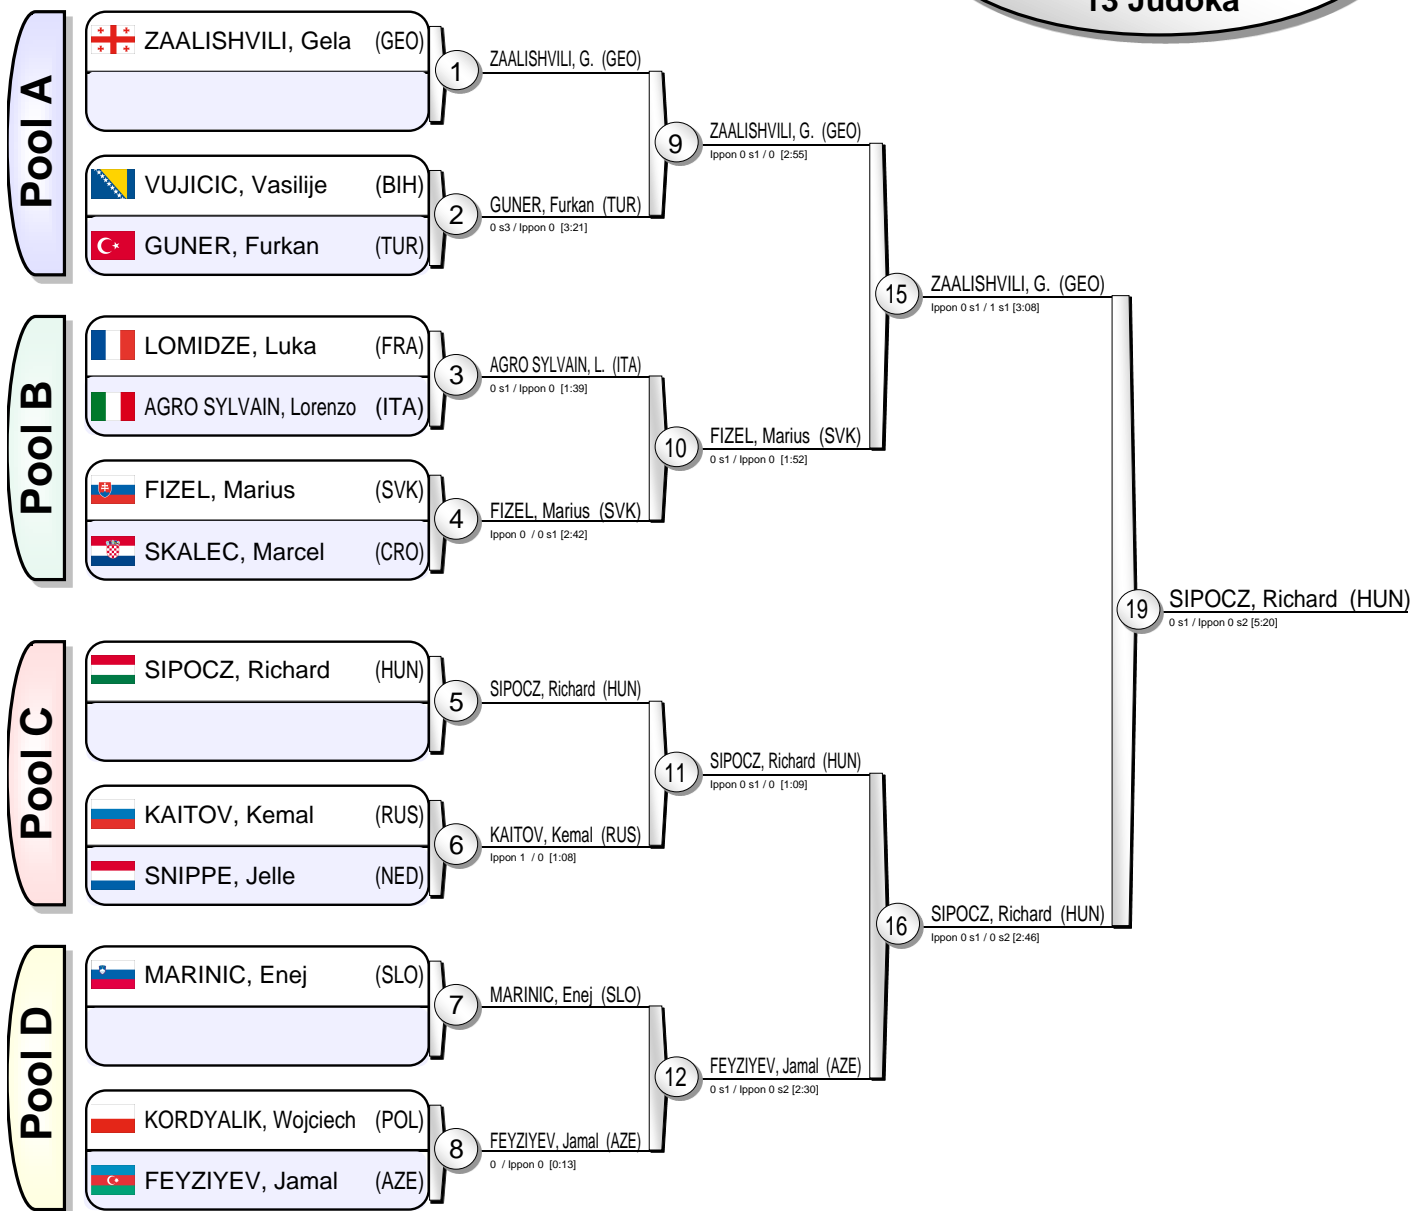 13 Judoka
Pool A
ZAALISHVILI, Gela (GEO)
VUJICIC, Vasilije (BIH)
GUNER, Furkan (TUR)
1
ZAALISHVILI, G. (GEO)
2
GUNER, Furkan (TUR)
0 s3 / Ippon 0 [3:21]
9
ZAALISHVILI, G. (GEO)
Ippon 0 s1 / 0 [2:55]
Pool B
LOMIDZE, Luka (FRA)
AGRO SYLVAIN, Lorenzo (ITA)
FIZEL, Marius (SVK)
SKALEC, Marcel (CRO)
3
AGRO SYLVAIN, L. (ITA)
0 s1 / Ippon 0 [1:39]
4
FIZEL, Marius (SVK)
Ippon 0 / 0 s1 [2:42]
10
FIZEL, Marius (SVK)
0 s1 / Ippon 0 [1:52]
15
ZAALISHVILI, G. (GEO)
Ippon 0 s1 / 1 s1 [3:08]
Pool C
SIPOCZ, Richard (HUN)
KAITOV, Kemal (RUS)
SNIPPE, Jelle (NED)
5
SIPOCZ, Richard (HUN)
6
KAITOV, Kemal (RUS)
Ippon 1 / 0 [1:08]
11
SIPOCZ, Richard (HUN)
Ippon 0 s1 / 0 [1:09]
Pool D
MARINIC, Enej (SLO)
KORDYALIK, Wojciech (POL)
FEYZIYEV, Jamal (AZE)
7
MARINIC, Enej (SLO)
8
FEYZIYEV, Jamal (AZE)
0 / Ippon 0 [0:13]
12
FEYZIYEV, Jamal (AZE)
0 s1 / Ippon 0 s2 [2:30]
16
SIPOCZ, Richard (HUN)
Ippon 0 s1 / 0 s2 [2:46]
19
SIPOCZ, Richard (HUN)
0 s1 / Ippon 0 s2 [5:20]